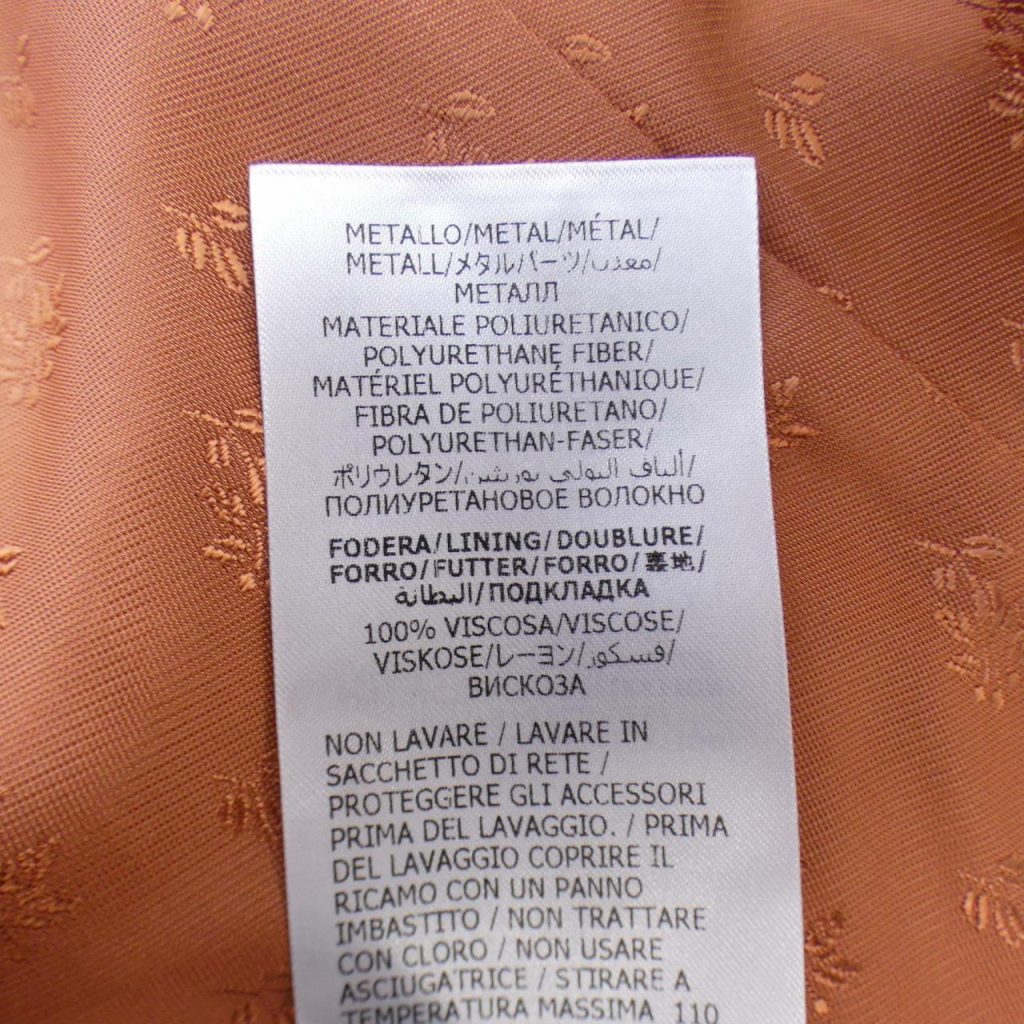 METALLO/METAL/MÉTAL/
METALL/メタルパーツ/معدن/
МЕТАЛЛ
MATERIALE POLIURETANICO/
POLYURETHANE FIBER/
MATÉRIEL POLYURÉTHANIQUE/
FIBRA DE POLIURETANO/
POLYURETHAN-FASER/
ポリウレタン/ألياف البولي يوريثين/
ПОЛИУРЕТАНОВОЕ ВОЛОКНО
FODERA/LINING/DOUBLURE/
FORRO/FUTTER/FORRO/裏地/
البطانة/ПОДКЛАДКА
100% VISCOSA/VISCOSE/
VISKOSE/レーヨン/فسكوز/
ВИСКОЗА
NON LAVARE / LAVARE IN
SACCHETTO DI RETE /
PROTEGGERE GLI ACCESSORI
PRIMA DEL LAVAGGIO. / PRIMA
DEL LAVAGGIO COPRIRE IL
RICAMO CON UN PANNO
IMBASTITO / NON TRATTARE
CON CLORO / NON USARE
ASCIUGATRICE / STIRARE A
TEMPERATURA MASSIMA 110